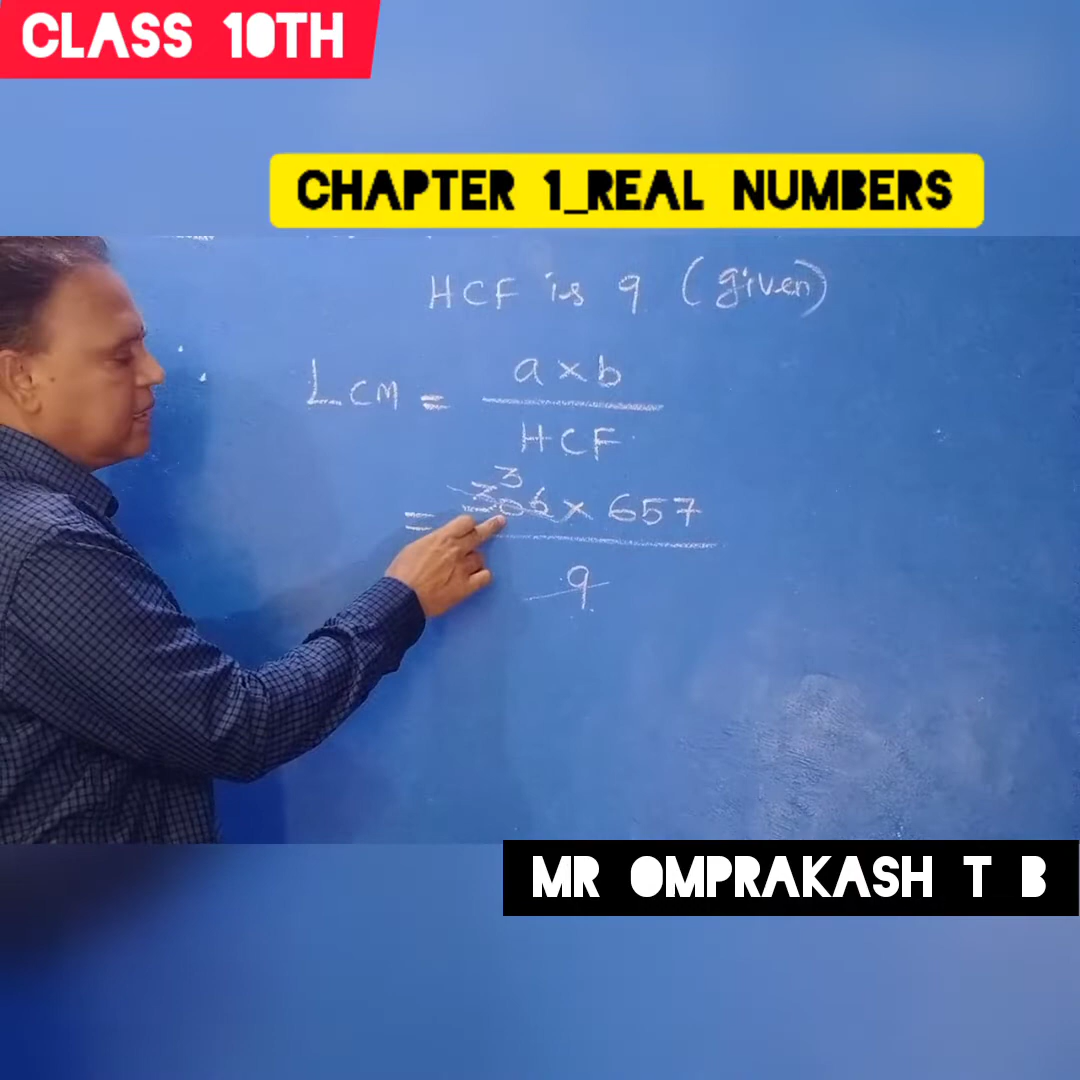 CLASS 10TH
CHAPTER 1_REAL NUMBERS
HCF is 9 (given)
LCM = a × b
HCF
3
= 306 × 657
9
MR OMPRAKASH T B